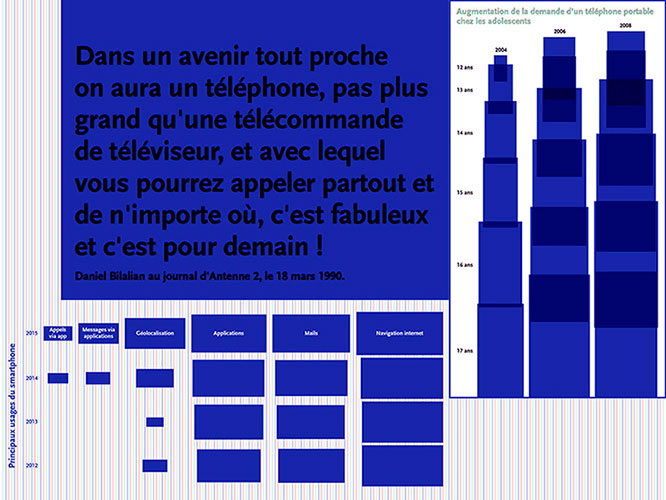 Dans un avenir tout proche
on aura un téléphone, pas plus
grand qu'une télécommande
de téléviseur, et avec lequel
vous pourrez appeler partout et
de n'importe où, c'est fabuleux
et c'est pour demain !
Daniel Bilalian au journal d'Antenne 2, le 18 mars 1990.
Augmentation de la demande d'un téléphone portable
chez les adolescents
2004
2006
2008
12 ans
13 ans
14 ans
15 ans
16 ans
17 ans
Principaux usages du smartphone
2015
Appels
via app
Messages via
applications
Géolocalisation
Applications
Mails
Navigation internet
2014
2013
2012